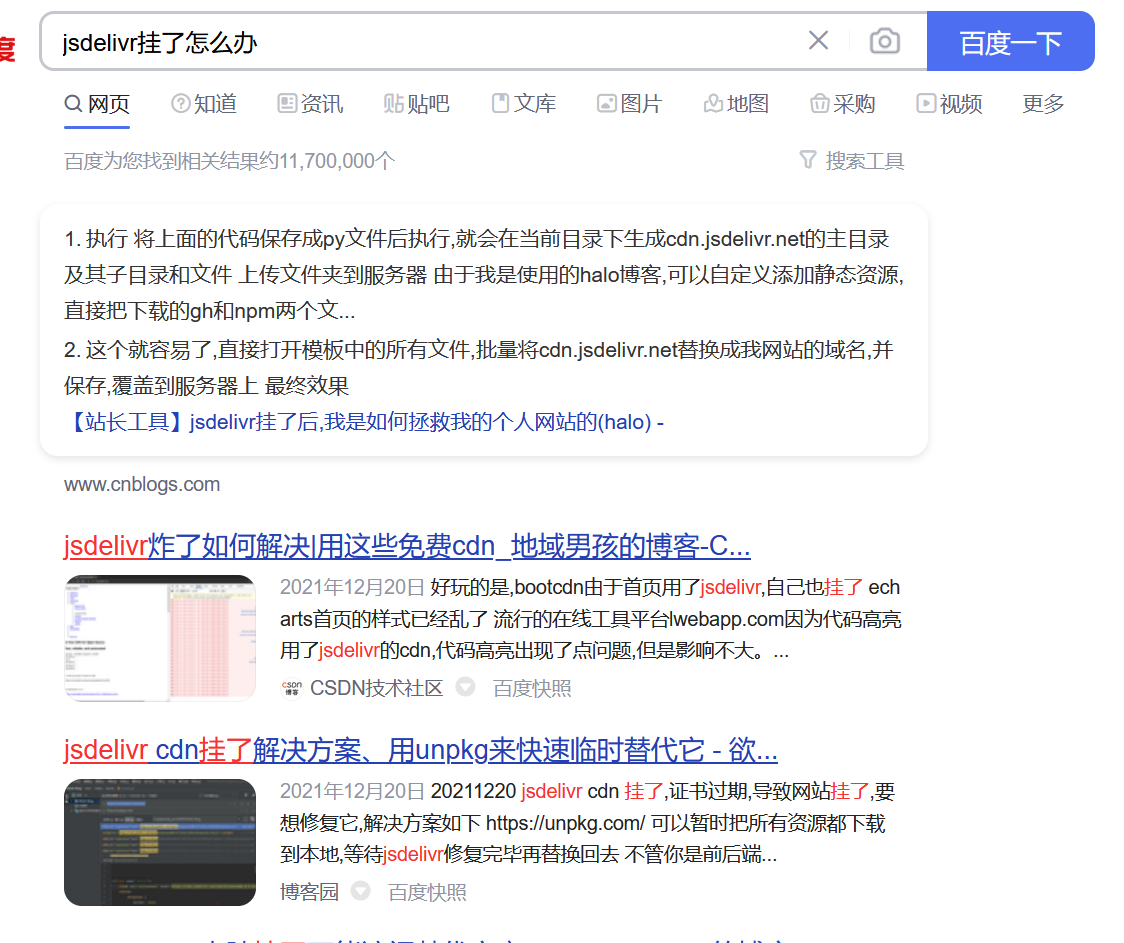 度
jsdelivr挂了怎么办
百度一下
网页 知道 资讯 贴吧 文库 图片 地图 采购 视频 更多
百度为您找到相关结果约11,700,000个 搜索工具
1. 执行 将上面的代码保存成py文件后执行,就会在当前目录下生成cdn.jsdelivr.net的主目录
及其子目录和文件 上传文件夹到服务器 由于我是使用的halo博客,可以自定义添加静态资源,
直接把下载的gh和npm两个文...
2. 这个就容易了,直接打开模板中的所有文件,批量将cdn.jsdelivr.net替换成我网站的域名,并
保存,覆盖到服务器上 最终效果
【站长工具】jsdelivr挂了后,我是如何拯救我的个人网站的(halo) -
www.cnblogs.com
jsdelivr炸了如何解决|用这些免费cdn_地域男孩的博客-C...
2021年12月20日 好玩的是,bootcdn由于首页用了jsdelivr,自己也挂了 ech
arts首页的样式已经乱了 流行的在线工具平台lwebapp.com因为代码高亮
用了jsdelivr的cdn,代码高亮出现了点问题,但是影响不大。...
CSDN博客 CSDN技术社区 百度快照
jsdelivr cdn挂了解决方案、用unpkg来快速临时替代它 - 欲...
2021年12月20日 20211220 jsdelivr cdn 挂了,证书过期,导致网站挂了,要
想修复它,解决方案如下 https://unpkg.com/ 可以暂时把所有资源都下载
到本地,等待jsdelivr修复完毕再替换回去 不管你是前后端...
博客园 百度快照